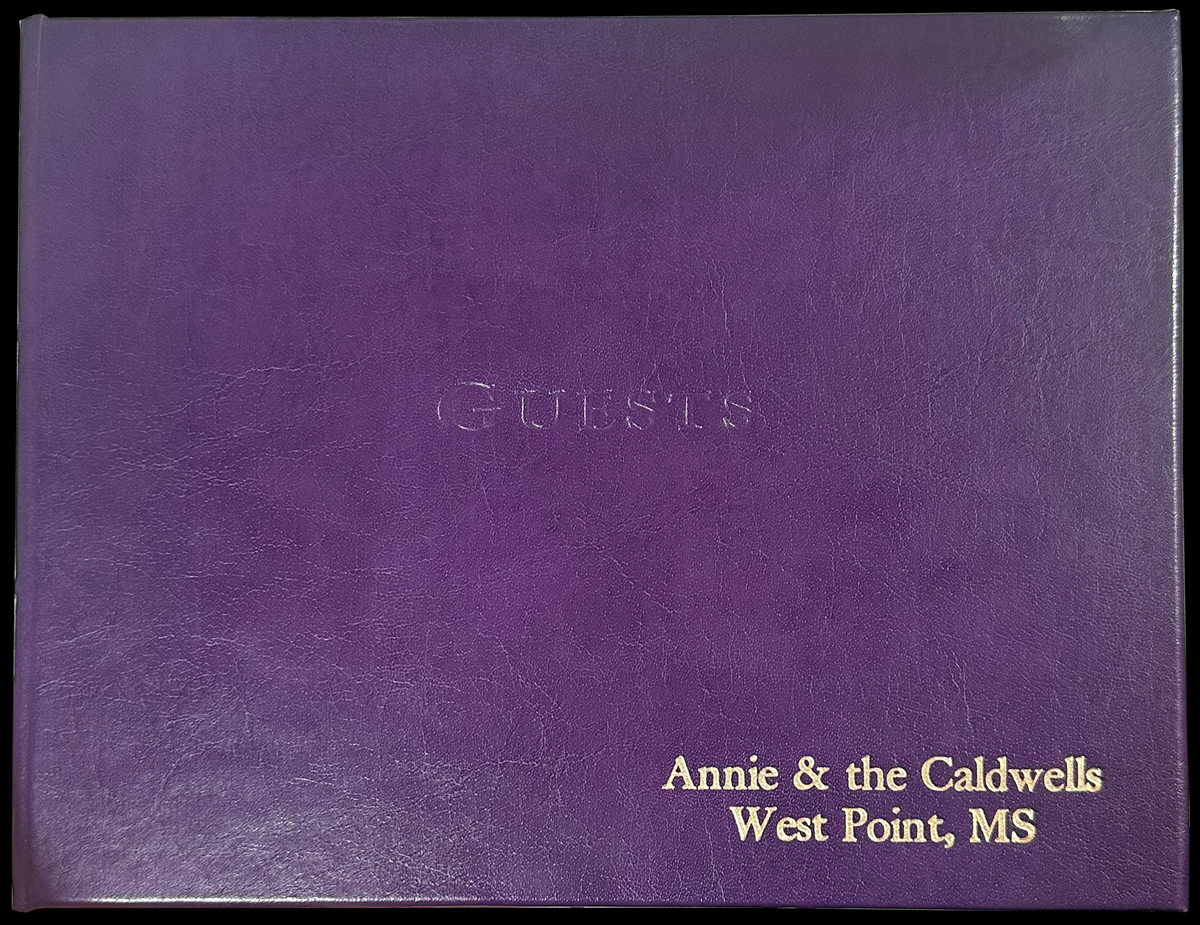 GUESTS
Annie & the Caldwells
West Point, MS